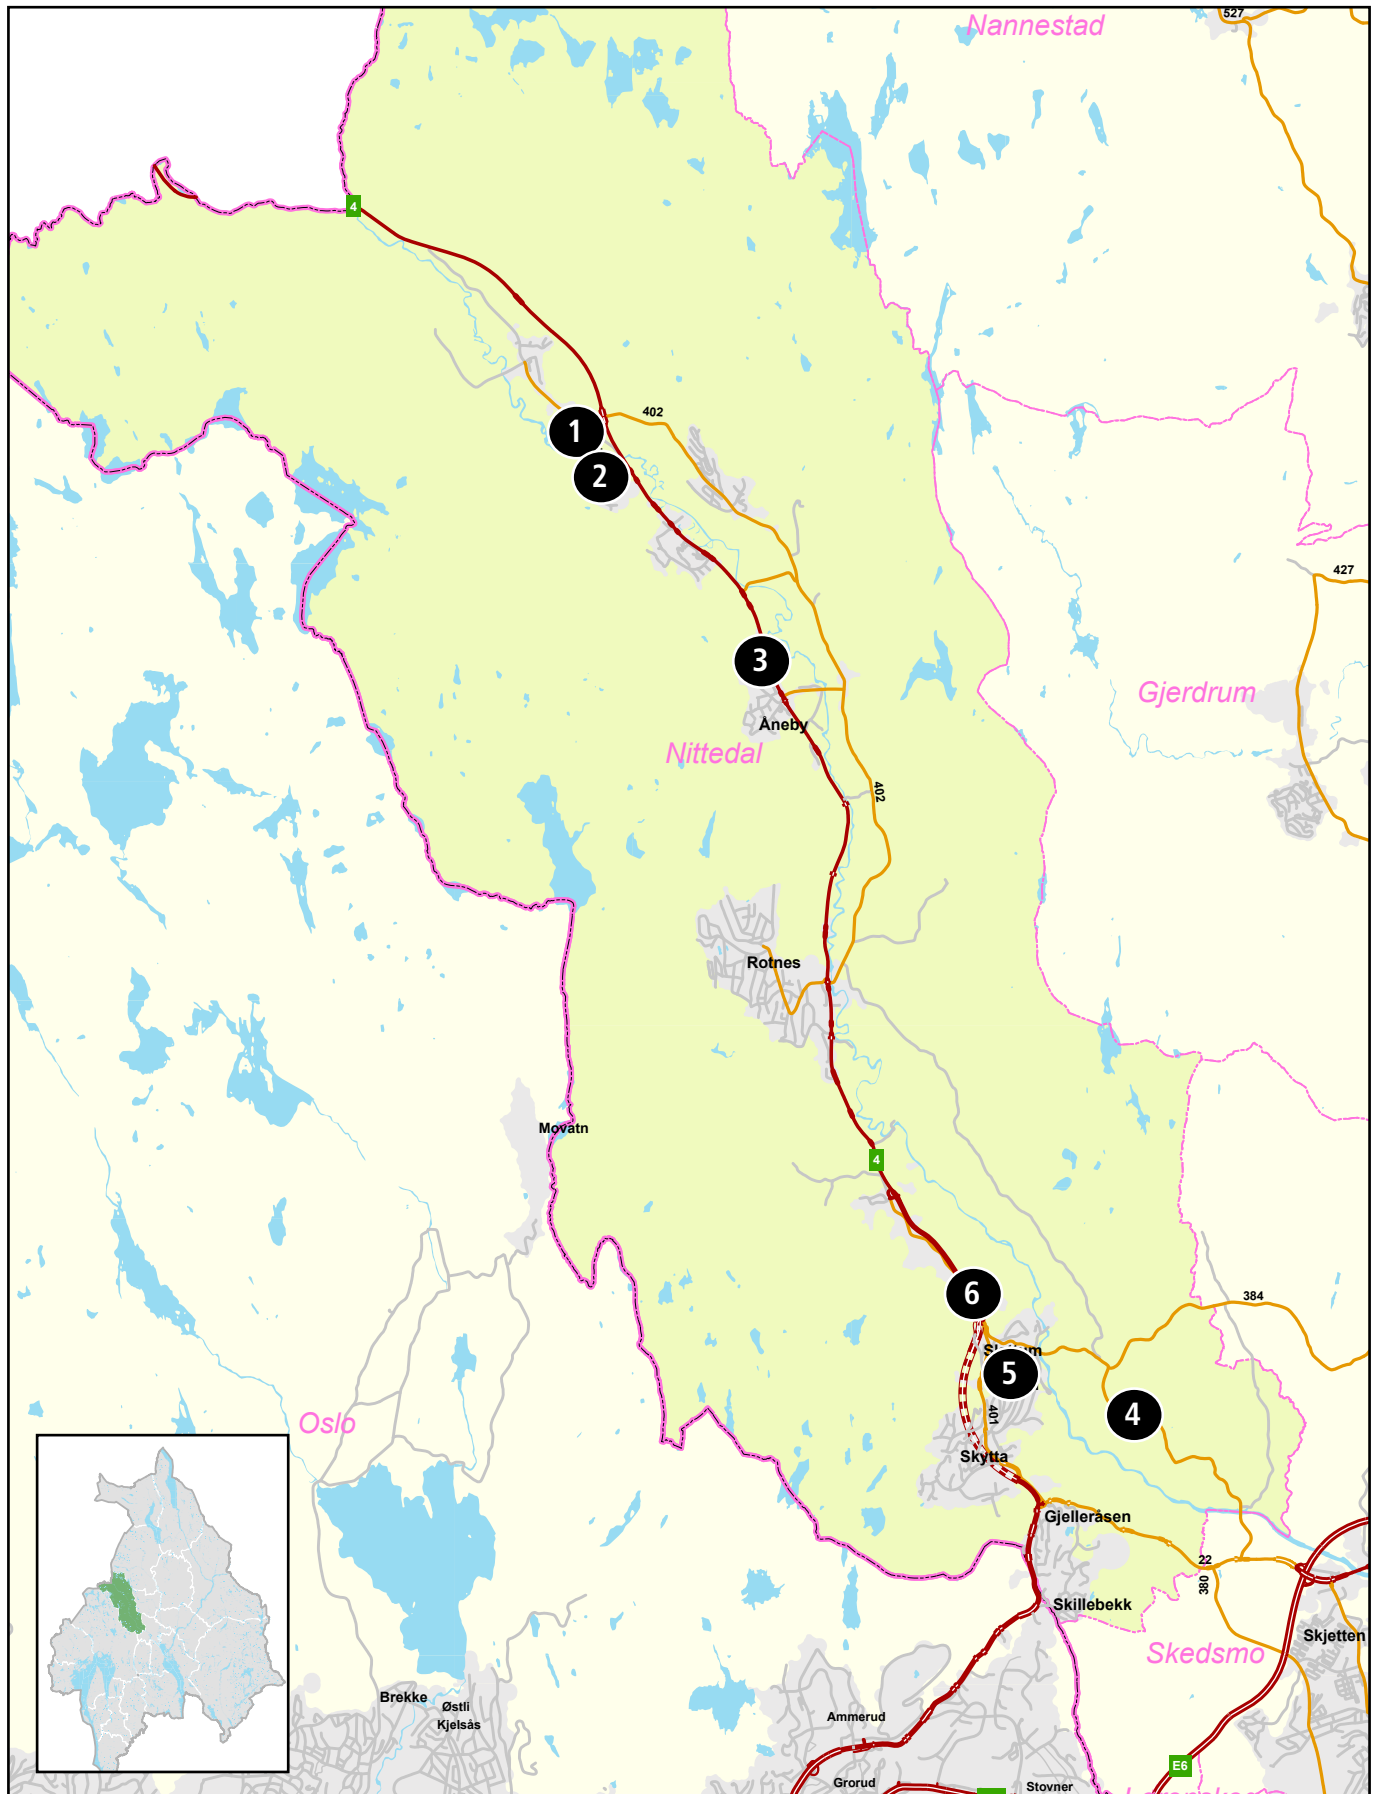 Nannestad
527
4
402
1
2
427
3
Gjerdrum
Åneby
Nittedal
402
Rotnes
Movatn
4
6
384
5
4
401
Oslo
Skytta
Gjelleråsen
22
380
Skillebekk
Skjetten
Skedsmo
Brekke
Østli
Kjelsås
Ammerud
E6
Grorud
Stovner